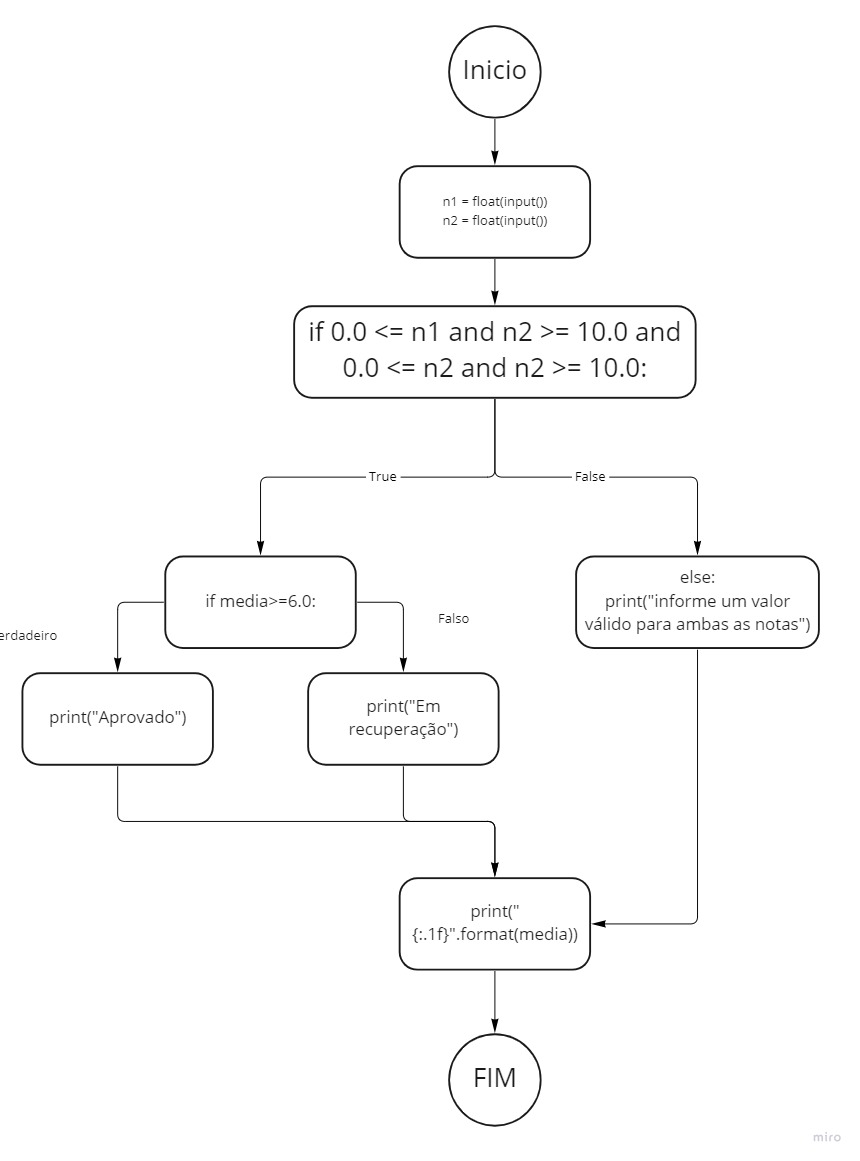 Inicio
n1 = float(input())
n2 = float(input())
if 0.0 <= n1 and n2 >= 10.0 and
0.0 <= n2 and n2 >= 10.0:
True
False
if media>=6.0:
else:
print("informe um valor
válido para ambas as notas")
erdadeiro
Falso
print("Aprovado")
print("Em
recuperação")
print("
{:.1f}".format(media))
FIM
miro